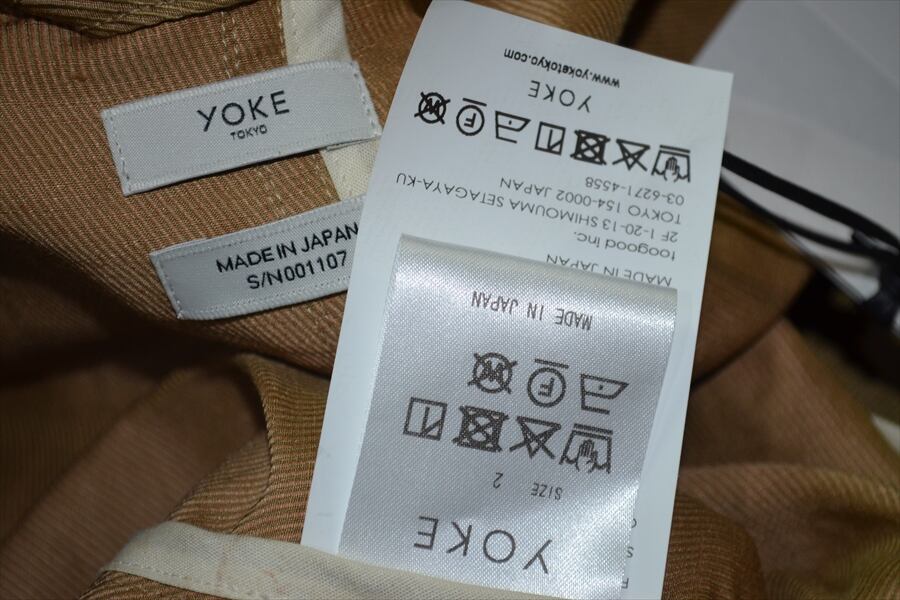 YOKE
TOKYO
MADE IN JAPAN
S/N001107
MADE IN JAPAN
toogood Inc.
2F 1-20-13 SHIMOUMA SETAGAYA-KU
TOKYO 154-0002 JAPAN
03-6271-4558
F
W
YOKE
www.yoketokyo.com
YOKE
SIZE 2
F
W
MADE IN JAPAN